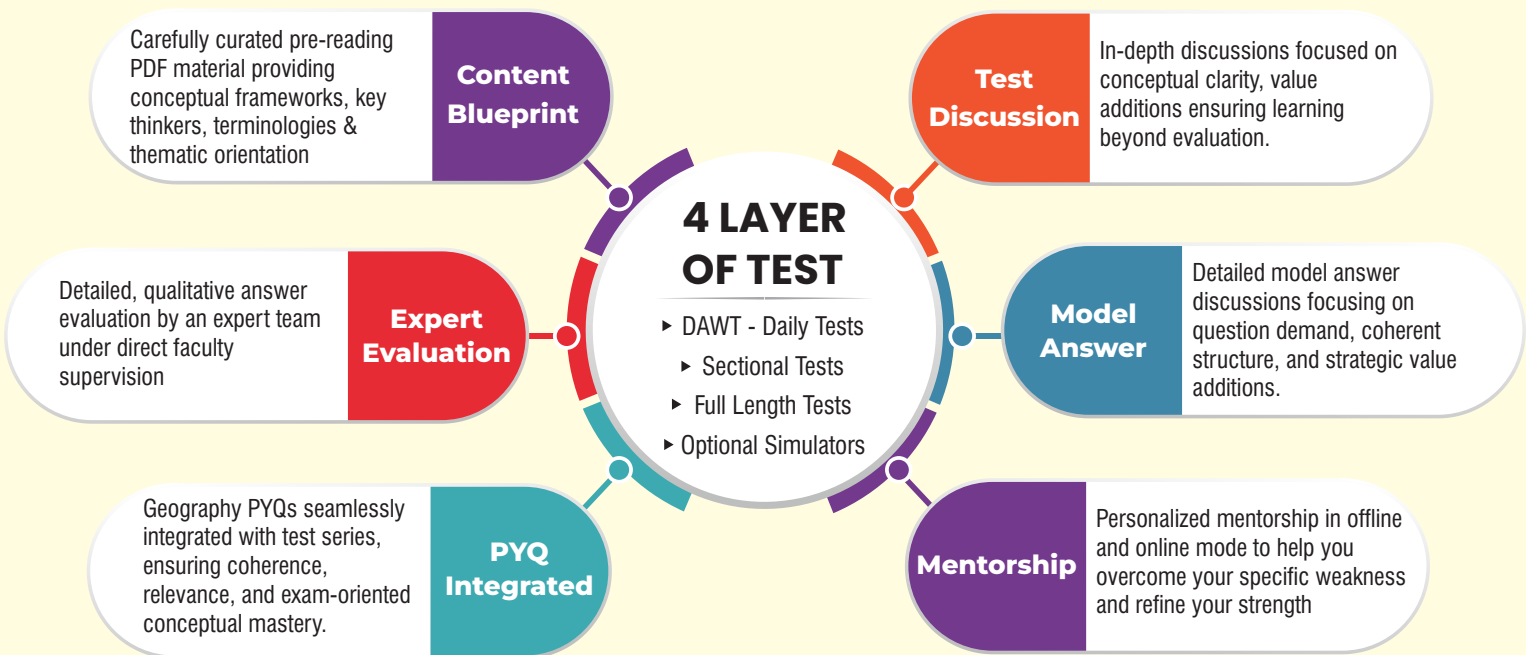 Carefully curated pre-reading
PDF material providing
conceptual frameworks, key
thinkers, terminologies &
thematic orientation
Content
Blueprint
Test
Discussion
In-depth discussions focused on
conceptual clarity, value
additions ensuring learning
beyond evaluation.
4 LAYER
OF TEST
▸ DAWT - Daily Tests
▸ Sectional Tests
▸ Full Length Tests
▸ Optional Simulators
Detailed, qualitative answer
evaluation by an expert team
under direct faculty
supervision
Expert
Evaluation
Model
Answer
Detailed model answer
discussions focusing on
question demand, coherent
structure, and strategic value
additions.
Geography PYQs seamlessly
integrated with test series,
ensuring coherence,
relevance, and exam-oriented
conceptual mastery.
PYQ
Integrated
Mentorship
Personalized mentorship in offline
and online mode to help you
overcome your specific weakness
and refine your strength